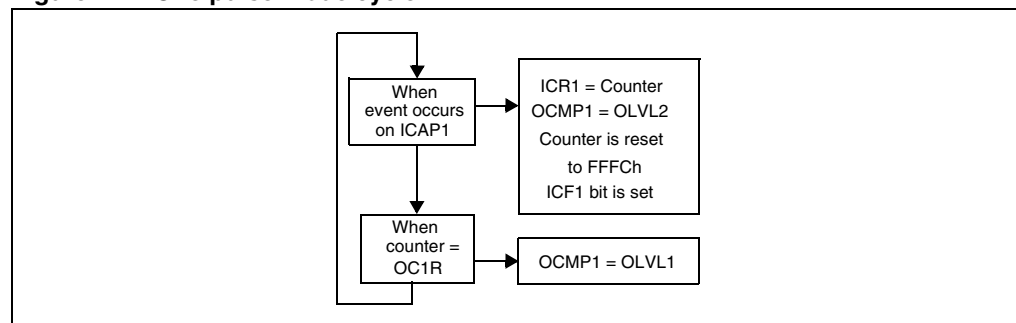 When
event occurs
on ICAP1
ICR1 = Counter
OCMP1 = OLVL2
Counter is reset
to FFFCh
ICF1 bit is set
When
counter =
OC1R
OCMP1 = OLVL1